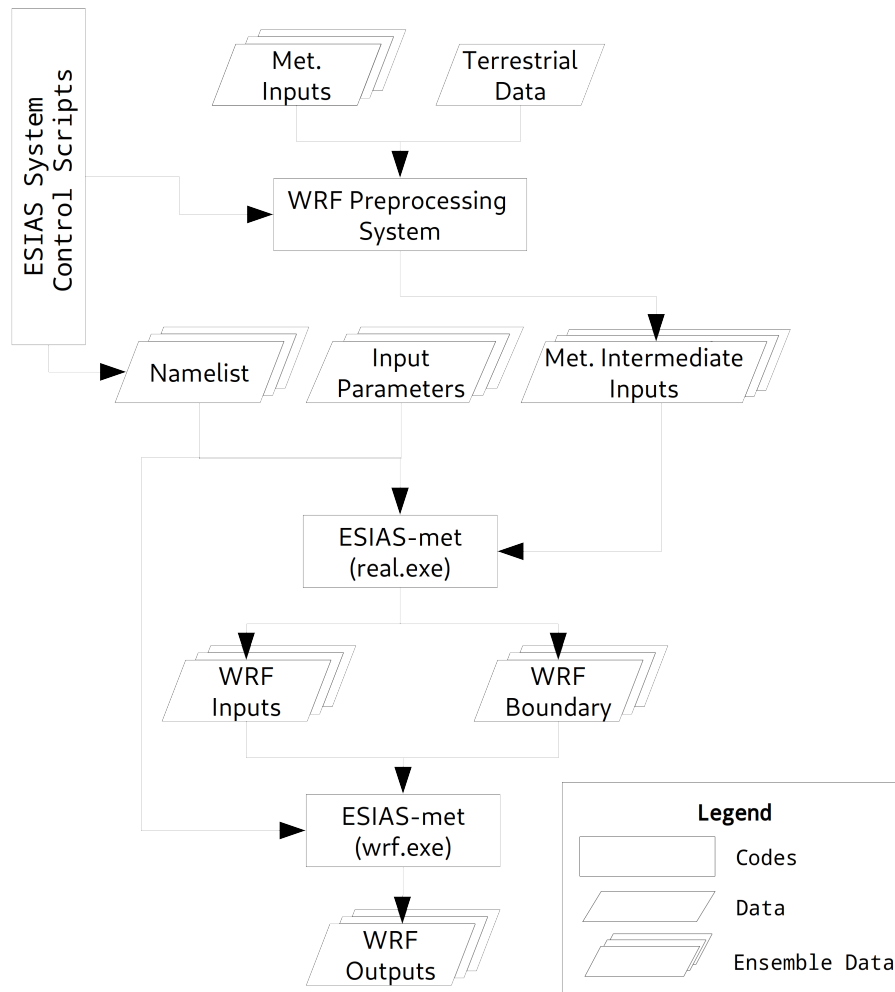 ESIAS System
Control Scripts
Met.
Inputs
Terrestrial
Data
WRF Preprocessing
System
Namelist
Input
Parameters
Met. Intermediate
Inputs
ESIAS-met
(real.exe)
WRF
Inputs
WRF
Boundary
ESIAS-met
(wrf.exe)
WRF
Outputs
Legend
Codes
Data
Ensemble Data